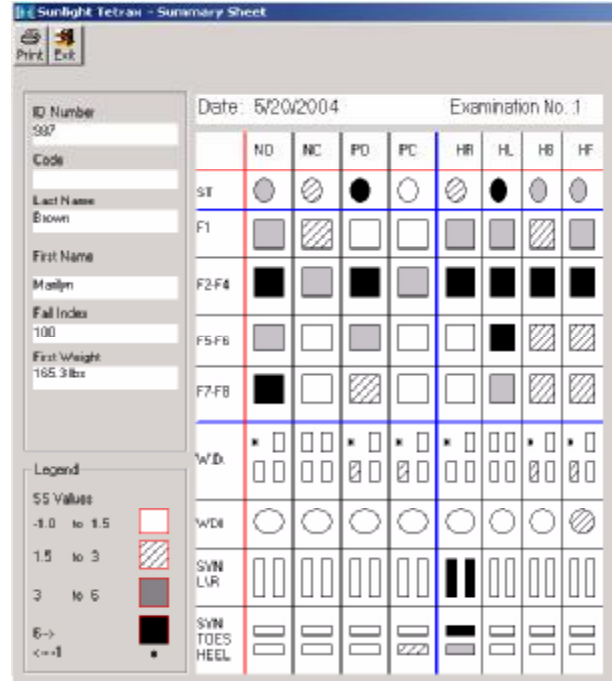 Sunlight Tetrax - Summary Sheet
Print Exit
ID Number
987
Code
Last Name
Brown
First Name
Marilyn
Fall Index
100
First Weight
165.3 lbs
Legend
SS Values
-1.0 to 1.5
1.5 to 3
3 to 6
6->
<--1
Date: 5/20/2004 Examination No.:1
NO NC PO PC HR HL HB HF
ST
F1
F2-F4
F5-F6
F7-F8
WDI
SYN
L\R
SYN
TOES
HEEL